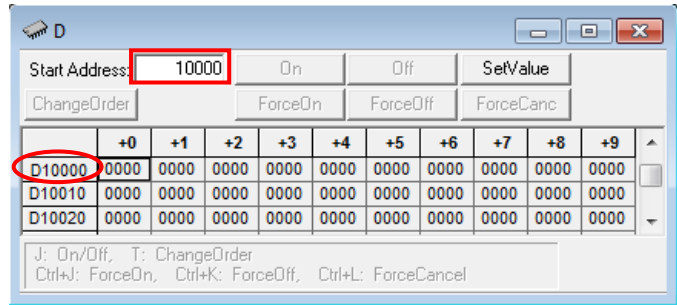 D
Start Address: 10000 On Off SetValue
ChangeOrder ForceOn ForceOff ForceCanc
+0 +1 +2 +3 +4 +5 +6 +7 +8 +9
D10000 0000 0000 0000 0000 0000 0000 0000 0000 0000 0000
D10010 0000 0000 0000 0000 0000 0000 0000 0000 0000 0000
D10020 0000 0000 0000 0000 0000 0000 0000 0000 0000 0000
J: On/Off, T: ChangeOrder
Ctrl+J: ForceOn, Ctrl+K: ForceOff, Ctrl+L: ForceCancel